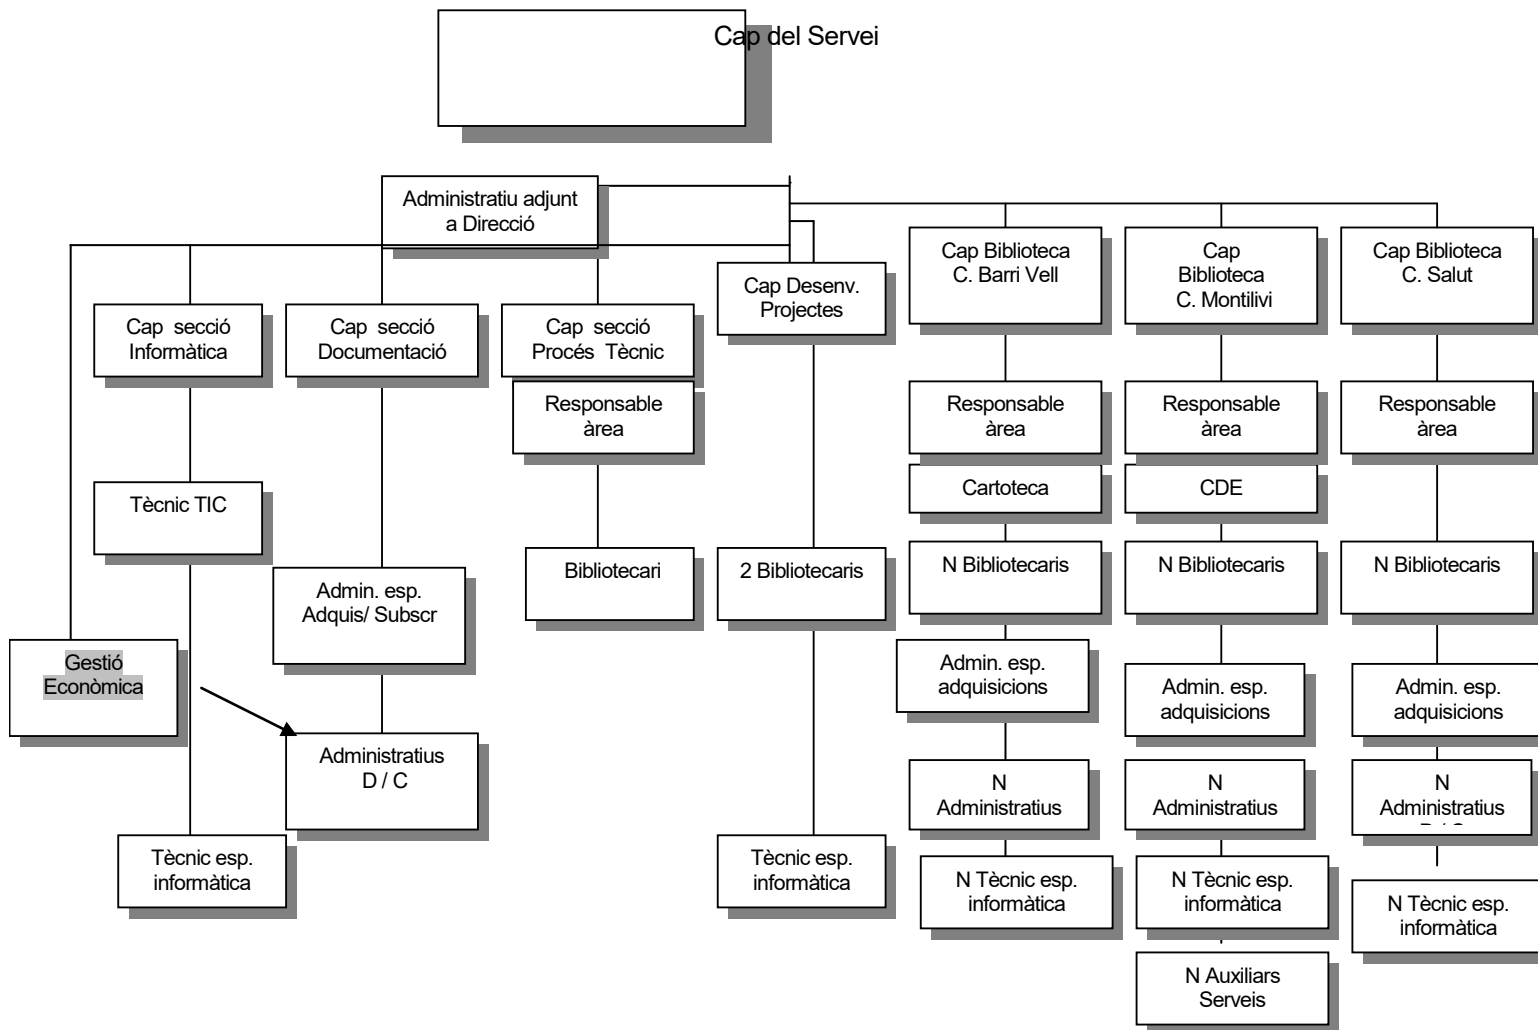 Cap del Servei
Administratiu adjunt
a Direcció
Cap Biblioteca
C. Barri Vell
Cap
Biblioteca
C. Montilivi
Cap Biblioteca
C. Salut
Cap Desenv.
Projectes
Cap secció
Informàtica
Cap secció
Documentació
Cap secció
Procés Tècnic
Responsable
àrea
Responsable
àrea
Responsable
àrea
Responsable
àrea
Cartoteca
CDE
Tècnic TIC
Bibliotecari
2 Bibliotecaris
N Bibliotecaris
N Bibliotecaris
N Bibliotecaris
Admin. esp.
Adquis/ Subscr
Gestió
Econòmica
Admin. esp.
adquisicions
Admin. esp.
adquisicions
Admin. esp.
adquisicions
Administratius
D / C
N
Administratius
N
Administratius
N
Administratius
Tècnic esp.
informàtica
Tècnic esp.
informàtica
N Tècnic esp.
informàtica
N Tècnic esp.
informàtica
N Tècnic esp.
informàtica
N Auxiliars
Serveis